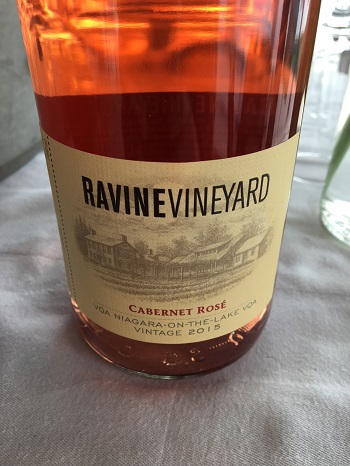 RAVINEVINEYARD
CABERNET ROSÉ
VQA NIAGARA-ON-THE-LAKE VQA
VINTAGE 2015